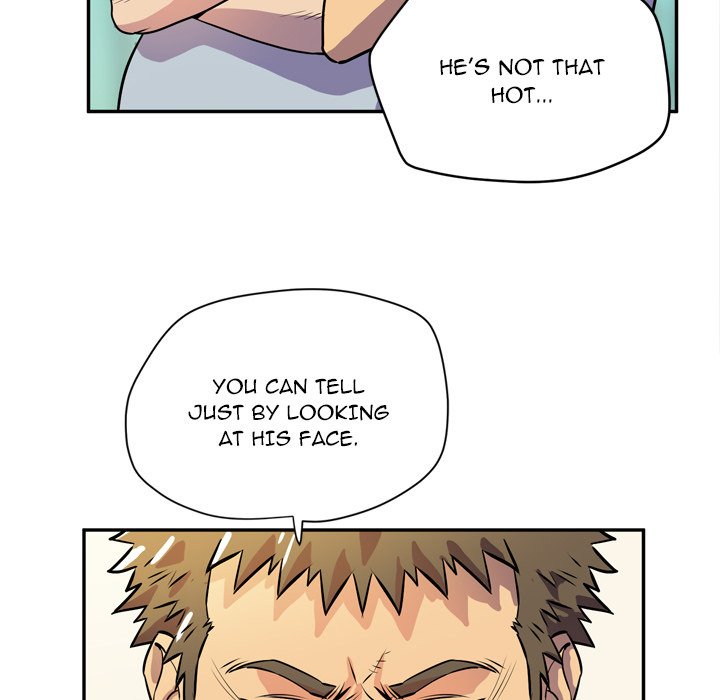 HE'S NOT THAT
HOT...
YOU CAN TELL
JUST BY LOOKING
AT HIS FACE.